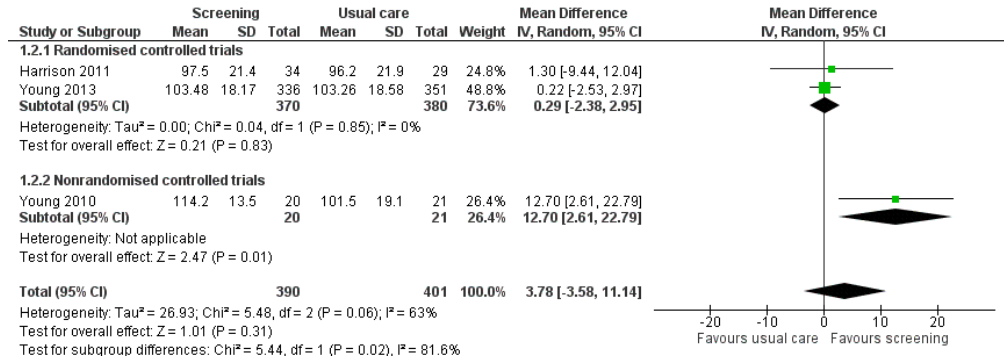 Screening Usual care Mean Difference Mean Difference
Study or Subgroup Mean SD Total Mean SD Total Weight IV, Random, 95% CI IV, Random, 95% CI
1.2.1 Randomised controlled trials
Harrison 2011 97.5 21.4 34 96.2 21.9 29 24.8% 1.30 [-9.44, 12.04]
Young 2013 103.48 18.17 336 103.26 18.58 351 48.8% 0.22 [-2.53, 2.97]
Subtotal (95% CI) 370 380 73.6% 0.29 [-2.38, 2.95]
Heterogeneity: Tau² = 0.00; Chi² = 0.04, df = 1 (P = 0.85); I² = 0%
Test for overall effect: Z = 0.21 (P = 0.83)
1.2.2 Nonrandomised controlled trials
Young 2010 114.2 13.5 20 101.5 19.1 21 26.4% 12.70 [2.61, 22.79]
Subtotal (95% CI) 20 21 26.4% 12.70 [2.61, 22.79]
Heterogeneity: Not applicable
Test for overall effect: Z = 2.47 (P = 0.01)
Total (95% CI) 390 401 100.0% 3.78 [-3.58, 11.14]
Heterogeneity: Tau² = 26.93; Chi² = 5.48, df = 2 (P = 0.06); I² = 63%
Test for overall effect: Z = 1.01 (P = 0.31)
Test for subgroup differences: Chi² = 5.44, df = 1 (P = 0.02), I² = 81.6%
-20 -10 0 10 20
Favours usual care Favours screening